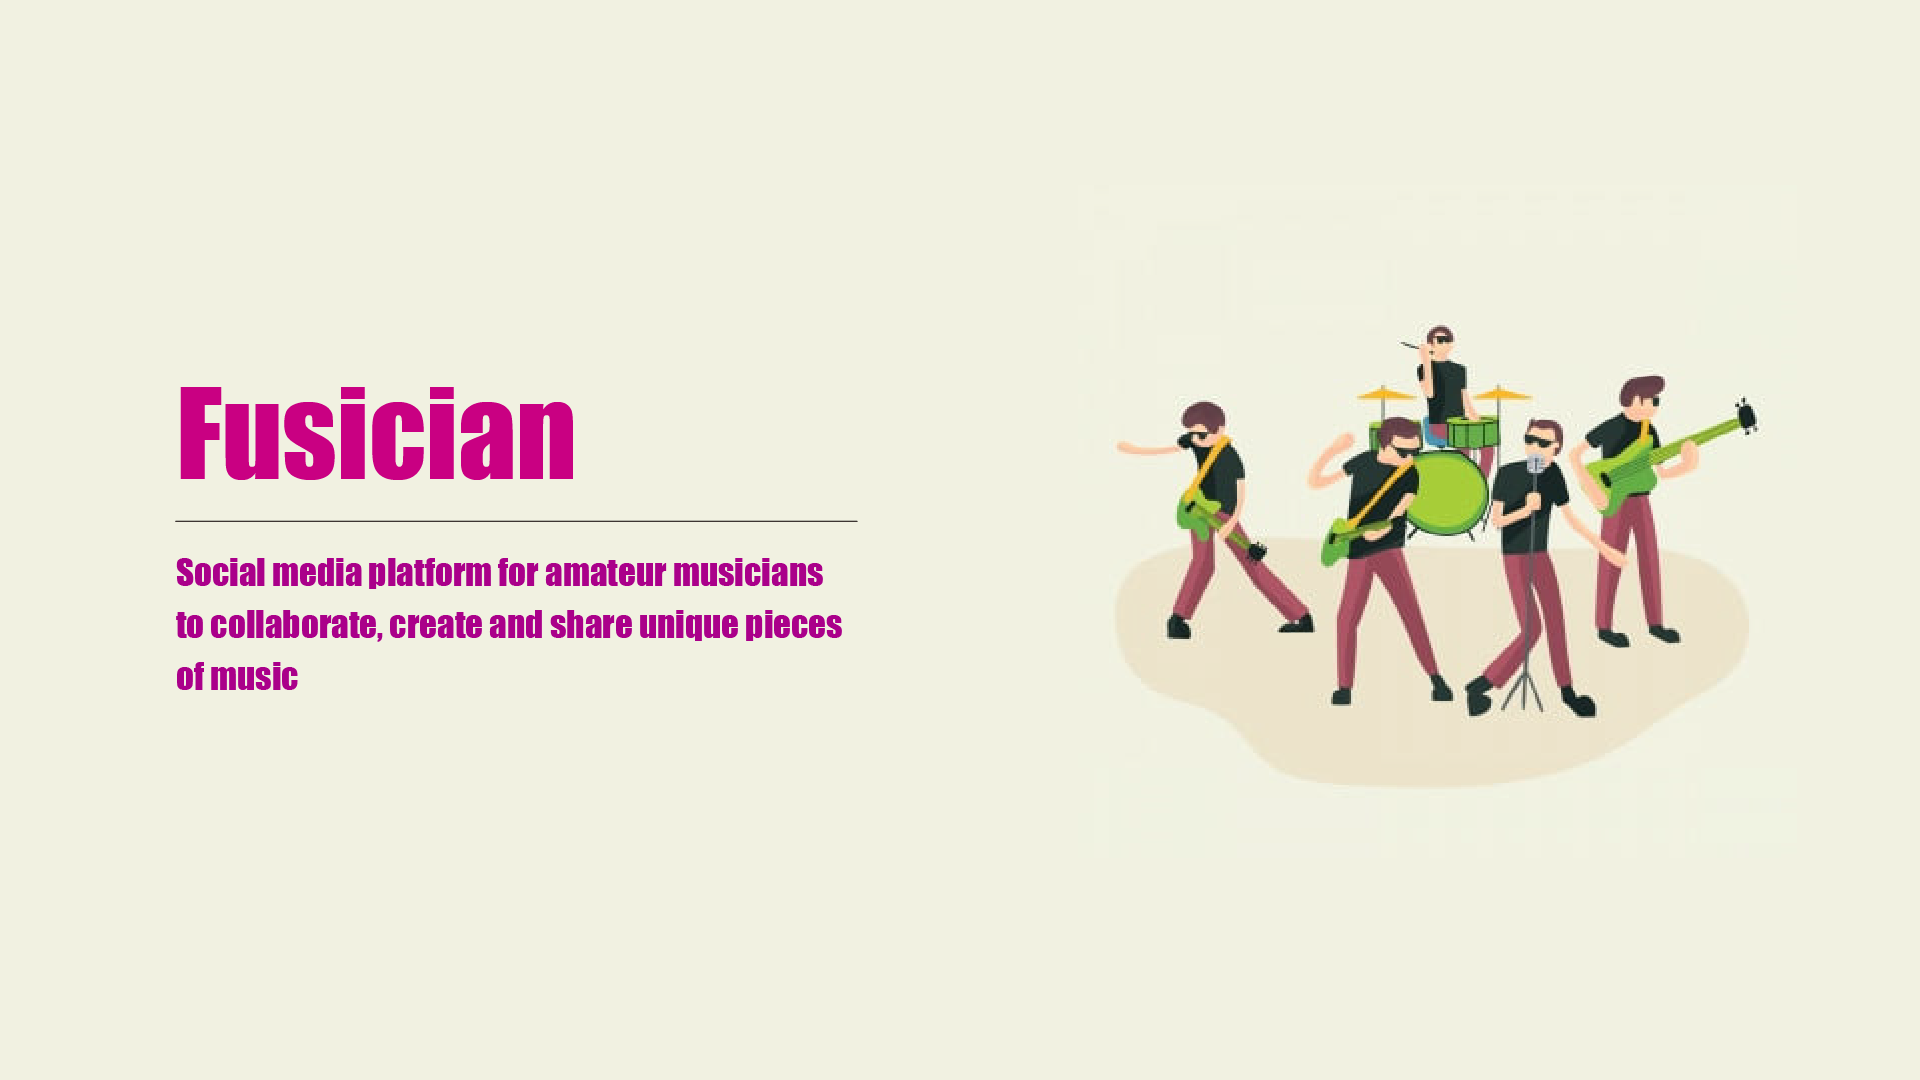 Fusician
Social media platform for amateur musicians
to collaborate, create and share unique pieces
of music